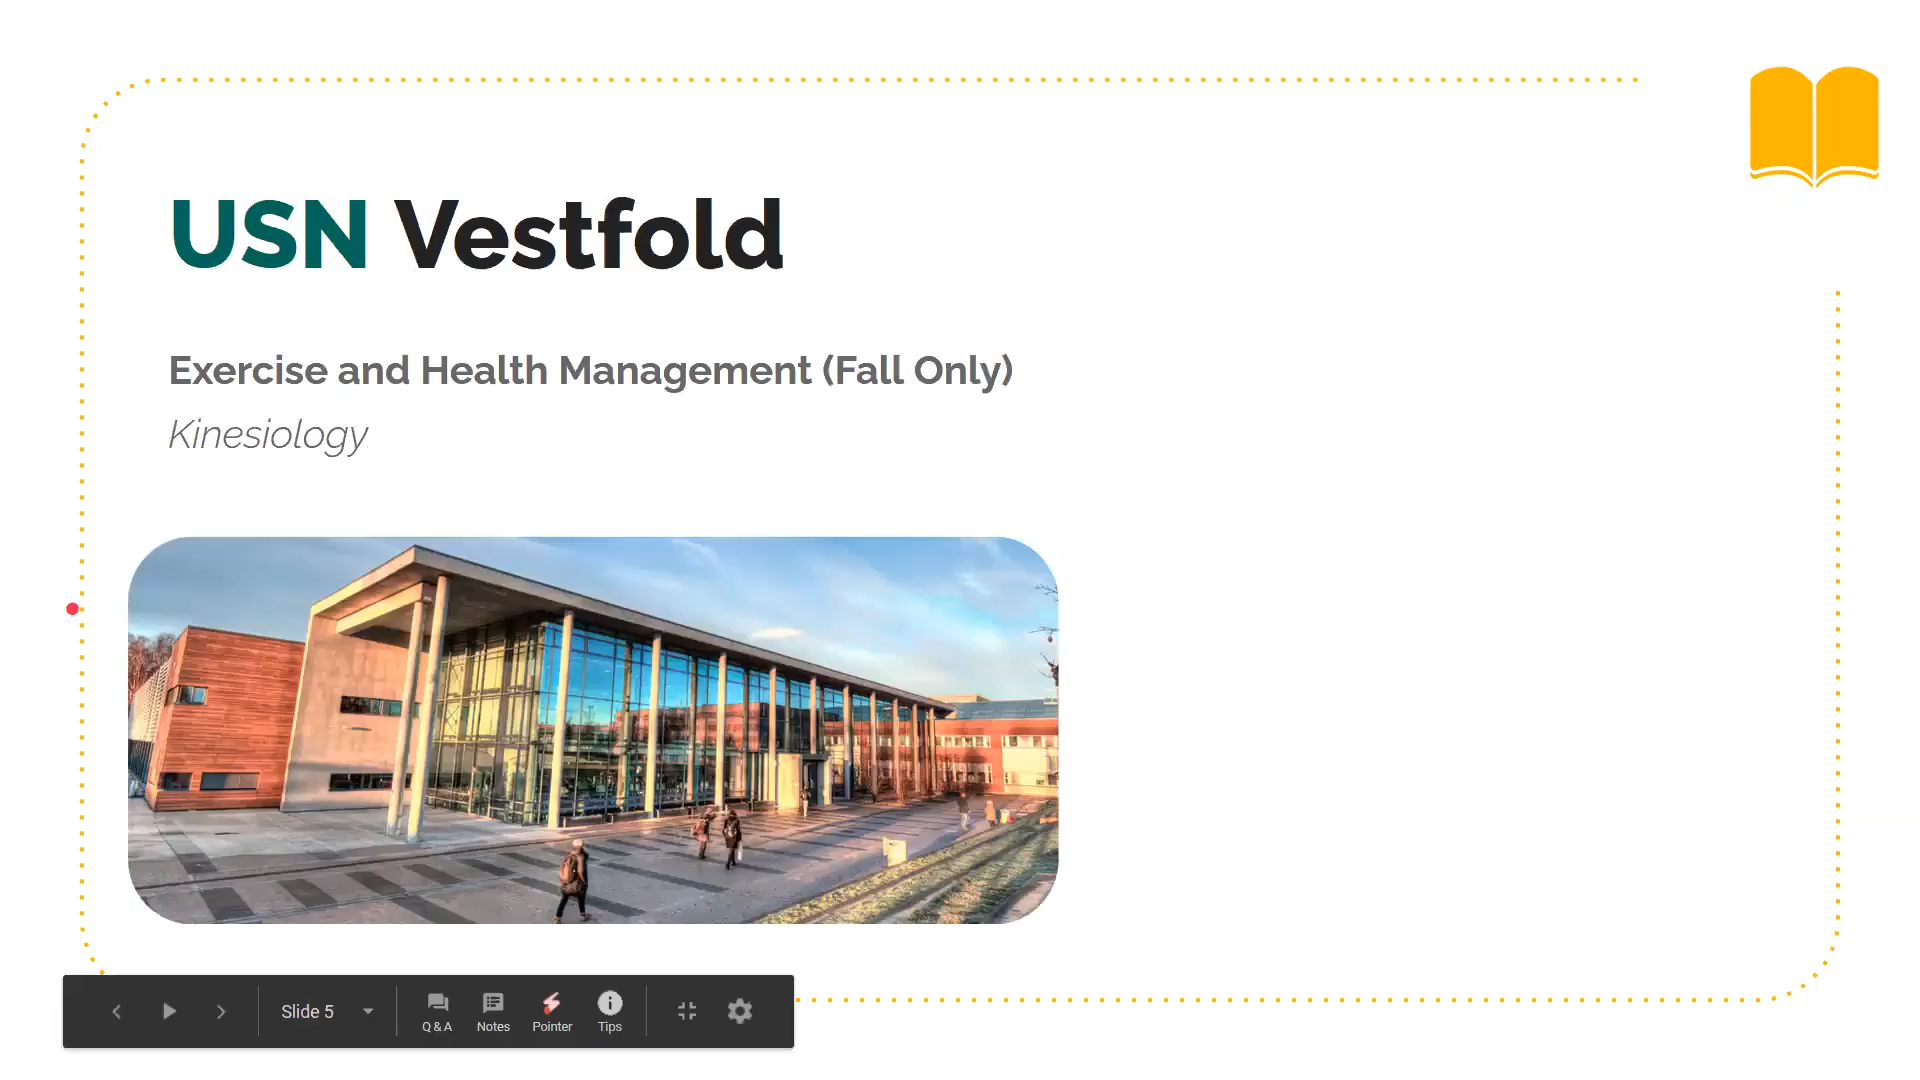 USN Vestfold
Exercise and Health Management (Fall Only)
Kinesiology
Slide 5
Q & A
Notes
Pointer
Tips